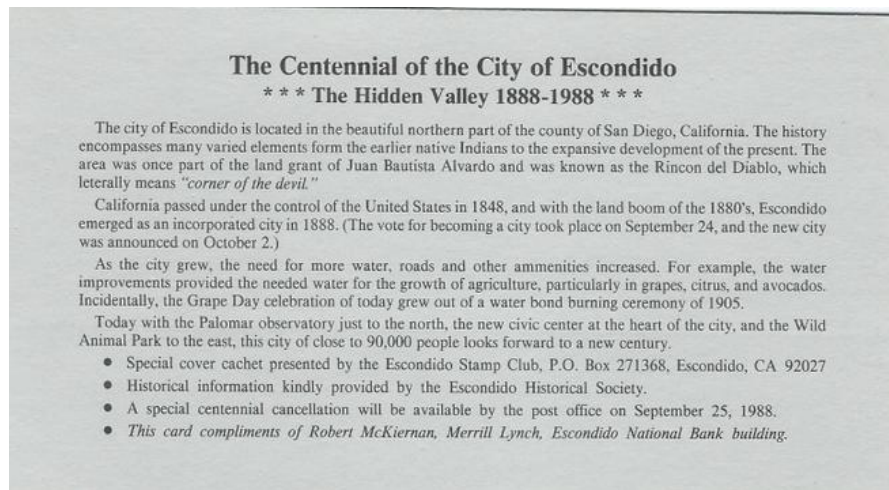 The Centennial of the City of Escondido
* * * The Hidden Valley 1888-1988 * * *
The city of Escondido is located in the beautiful northern part of the county of San Diego, California. The history
encompasses many varied elements form the earlier native Indians to the expansive development of the present. The
area was once part of the land grant of Juan Bautista Alvardo and was known as the Rincon del Diablo, which
leterally means "corner of the devil."
California passed under the control of the United States in 1848, and with the land boom of the 1880's, Escondido
emerged as an incorporated city in 1888. (The vote for becoming a city took place on September 24, and the new city
was announced on October 2.)
As the city grew, the need for more water, roads and other ammenities increased. For example, the water
improvements provided the needed water for the growth of agriculture, particularly in grapes, citrus, and avocados.
Incidentally, the Grape Day celebration of today grew out of a water bond burning ceremony of 1905.
Today with the Palomar observatory just to the north, the new civic center at the heart of the city, and the Wild
Animal Park to the east, this city of close to 90,000 people looks forward to a new century.
● Special cover cachet presented by the Escondido Stamp Club, P.O. Box 271368, Escondido, CA 92027
● Historical information kindly provided by the Escondido Historical Society.
● A special centennial cancellation will be available by the post office on September 25, 1988.
● This card compliments of Robert McKiernan, Merrill Lynch, Escondido National Bank building.